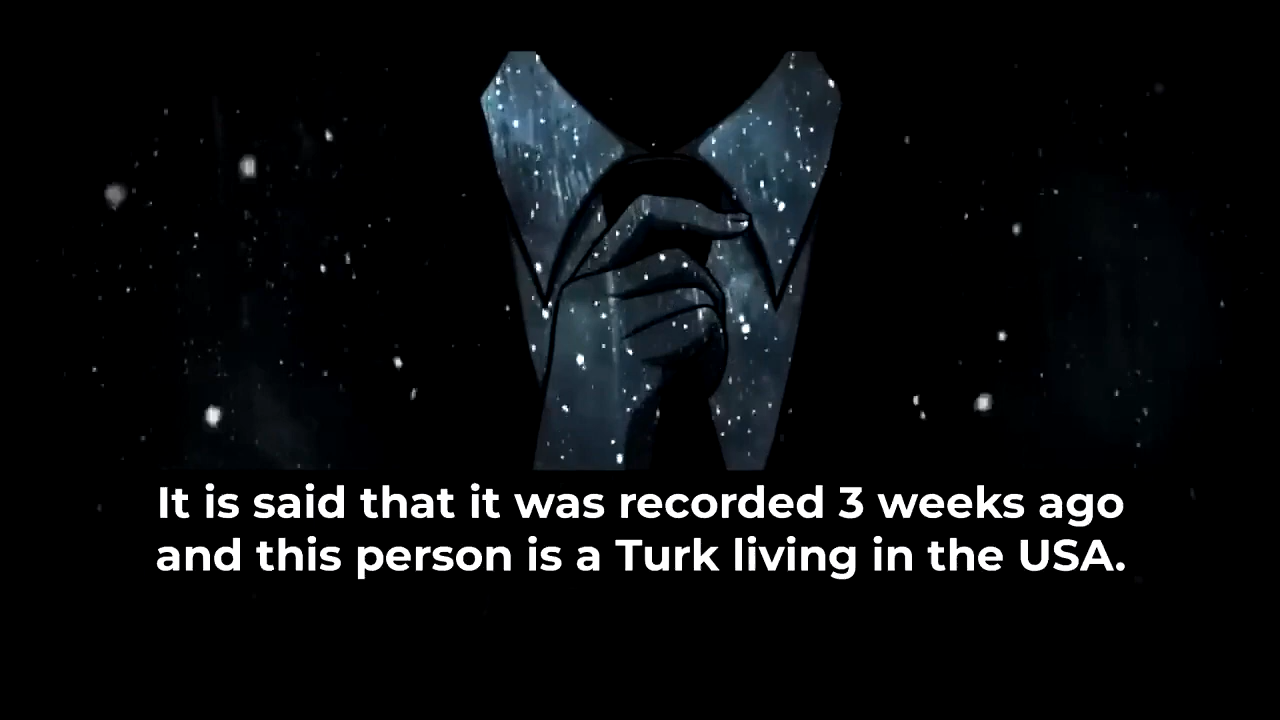 It is said that it was recorded 3 weeks ago
and this person is a Turk living in the USA.